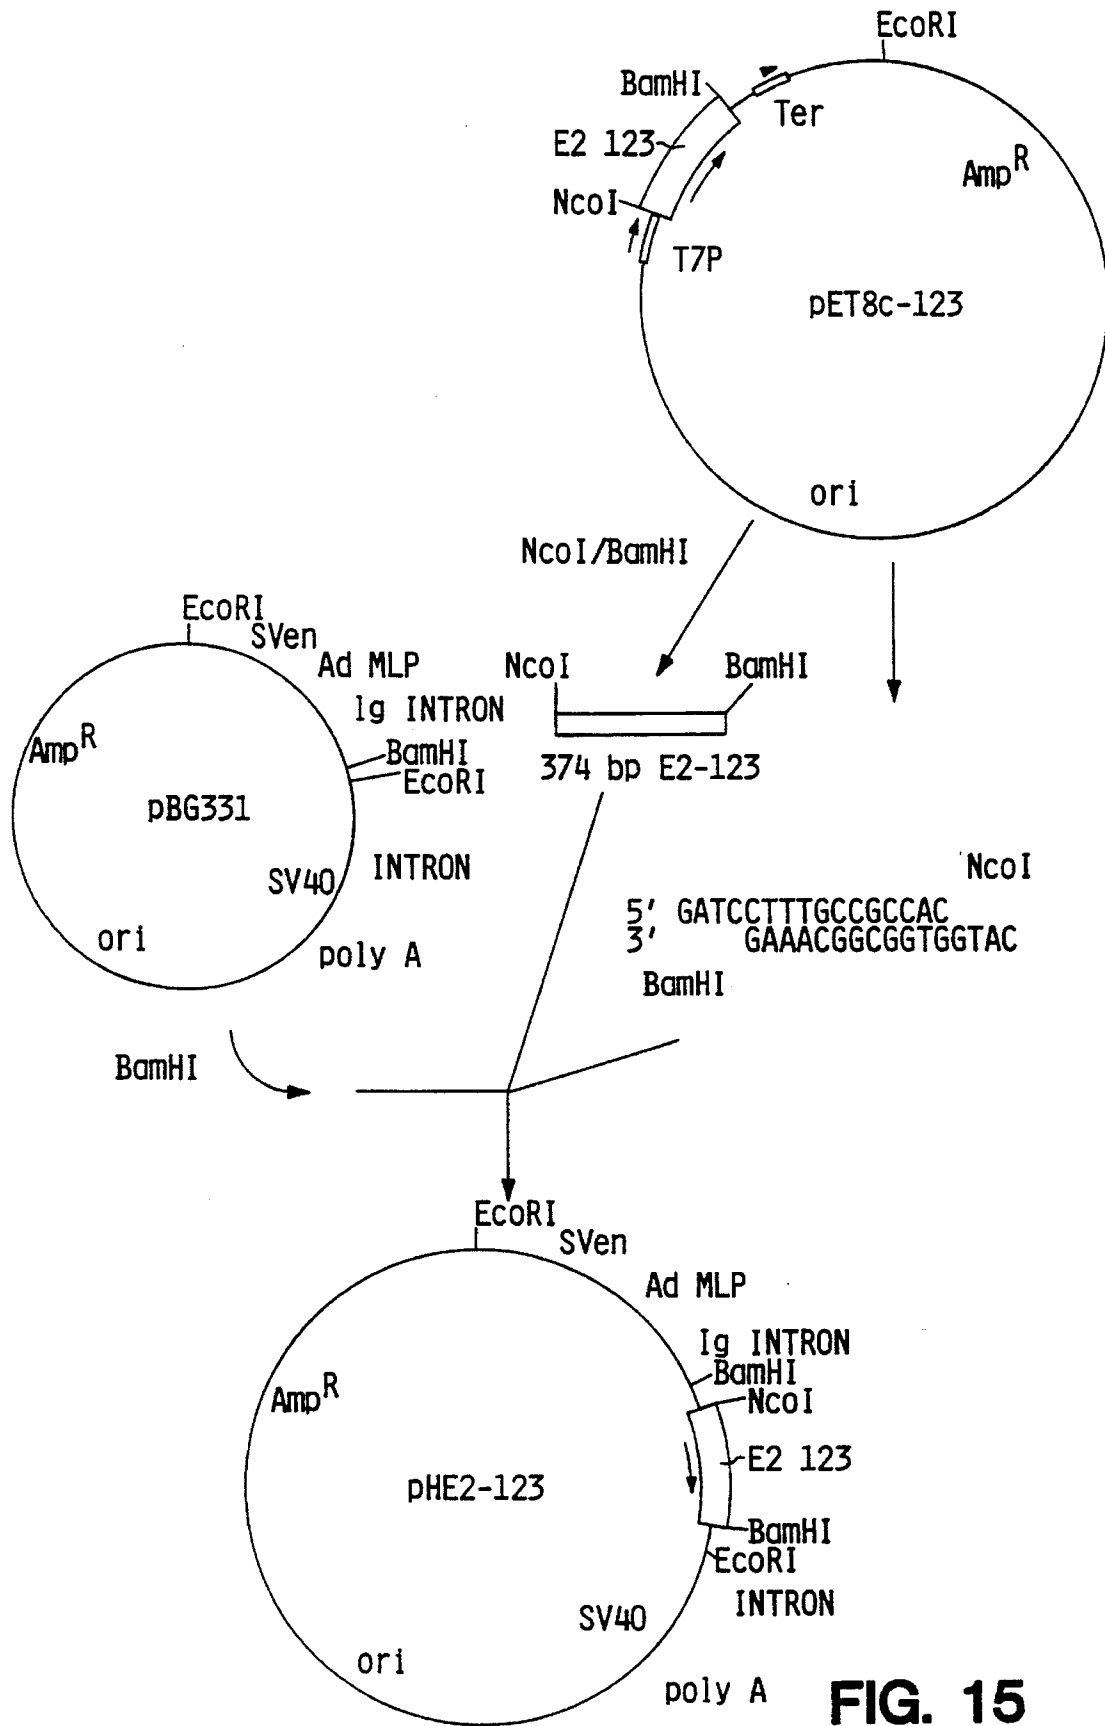 EcoRI
BamHI
Ter
E2 123
Amp^R
NcoI
T7P
pET8c-123
ori
NcoI/BamHI
EcoRI
SVen
Ad MLP
Ig INTRON
NcoI
BamHI
Amp^R
BamHI
EcoRI
374 bp E2-123
pBG331
INTRON
SV40
ori
poly A
NcoI
5' GATCCTTTGCCGCCAC
3' GAAACGGCGGTGGTAC
BamHI
BamHI
EcoRI
SVen
Ad MLP
Ig INTRON
BamHI
NcoI
Amp^R
E2 123
pHE2-123
BamHI
EcoRI
INTRON
SV40
ori
poly A
FIG. 15